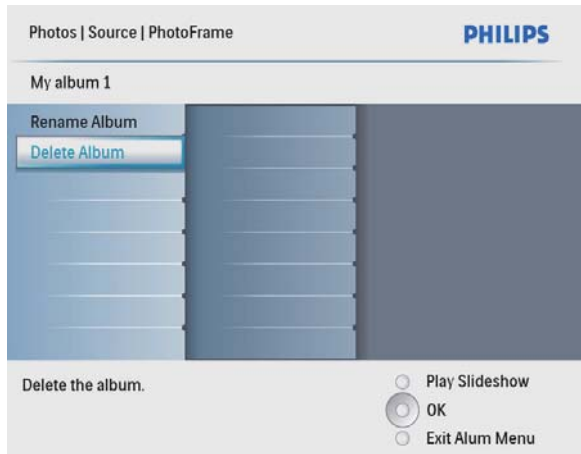 Photos | Source | PhotoFrame
PHILIPS
My album 1
Rename Album
Delete Album
Delete the album.
Play Slideshow
OK
Exit Alum Menu